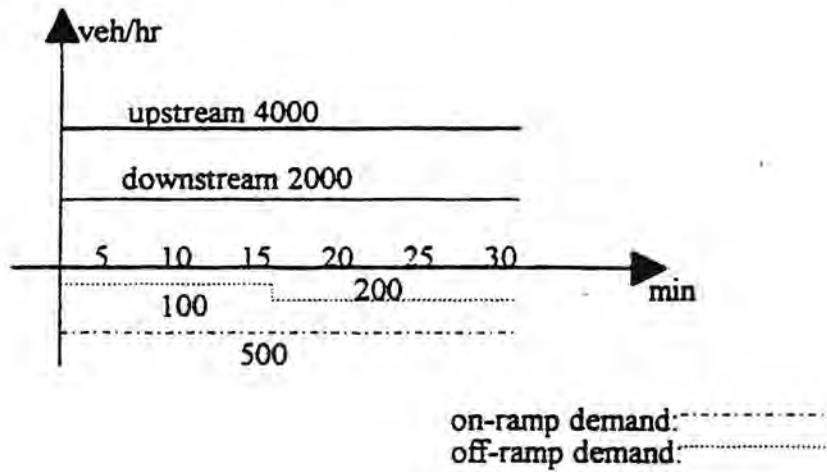 veh/hr
upstream 4000
downstream 2000
5 10 15 20 25 30
min
100
200
500
on-ramp demand:
off-ramp demand: